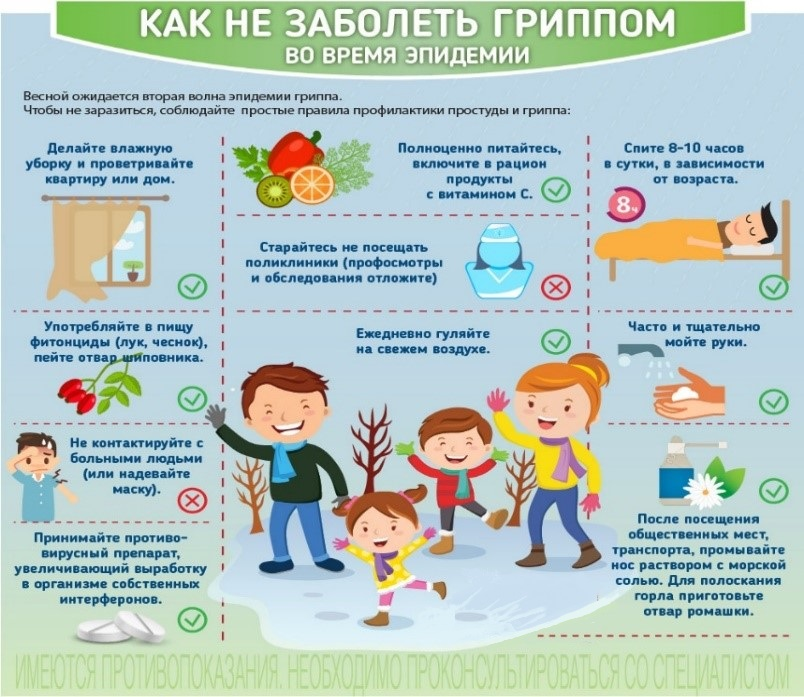 КАК НЕ ЗАБОЛЕТЬ ГРИППОМ
ВО ВРЕМЯ ЭПИДЕМИИ
Весной ожидается вторая волна эпидемии гриппа.
Чтобы не заразиться, соблюдайте простые правила профилактики простуды и гриппа:
Делайте влажную
уборку и проветривайте
квартиру или дом.
Полноценно питайтесь,
включите в рацион
продукты
с витамином С.
Спите 8-10 часов
в сутки, в зависимости
от возраста.
8ч
Старайтесь не посещать
поликлиники (профосмотры
и обследования отложите)
Употребляйте в пищу
фитонциды (лук, чеснок),
пейте отвар шиповника.
Ежедневно гуляйте
на свежем воздухе.
Часто и тщательно
мойте руки.
Не контактируйте с
больными людьми
(или надевайте
маску).
Принимайте противо-
вирусный препарат,
увеличивающий выработку
в организме собственных
интерферонов.
После посещения
общественных мест,
транспорта, промывайте
нос раствором с морской
солью. Для полоскания
горла приготовьте
отвар ромашки.
ИМЕЮТСЯ ПРОТИВОПОКАЗАНИЯ. НЕОБХОДИМО ПРОКОНСУЛЬТИРОВАТЬСЯ СО СПЕЦИАЛИСТОМ